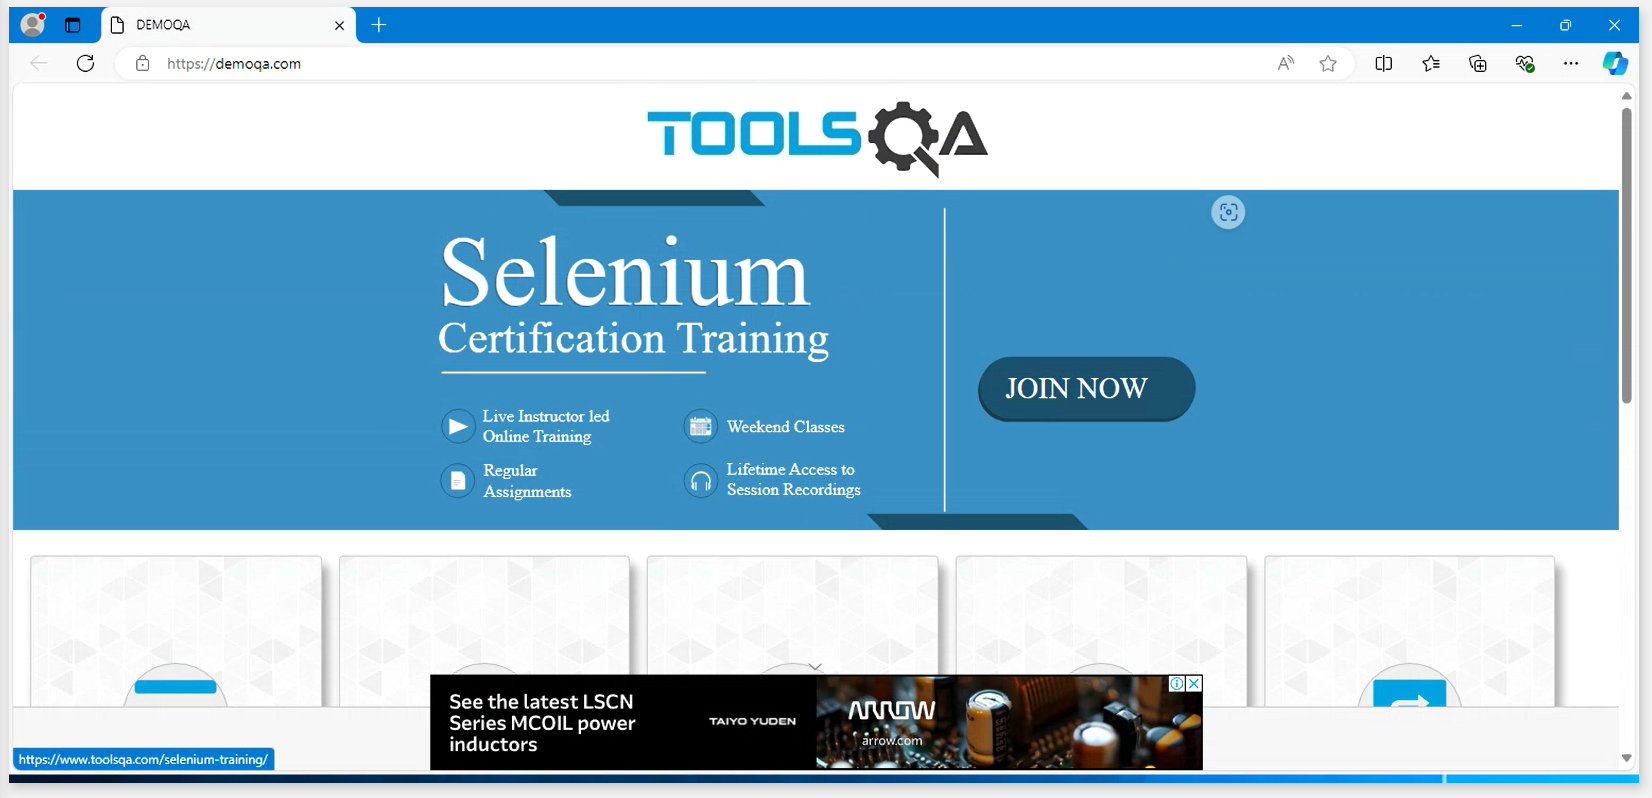 DEMOQA
https://demoqa.com
TOOLSQA
Selenium
Certification Training
JOIN NOW
Live Instructor led
Online Training
Weekend Classes
Regular
Assignments
Lifetime Access to
Session Recordings
See the latest LSCN
Series MCOIL power
inductors
TAIYO YUDEN
ARROW
arrow.com
https://www.toolsqa.com/selenium-training/